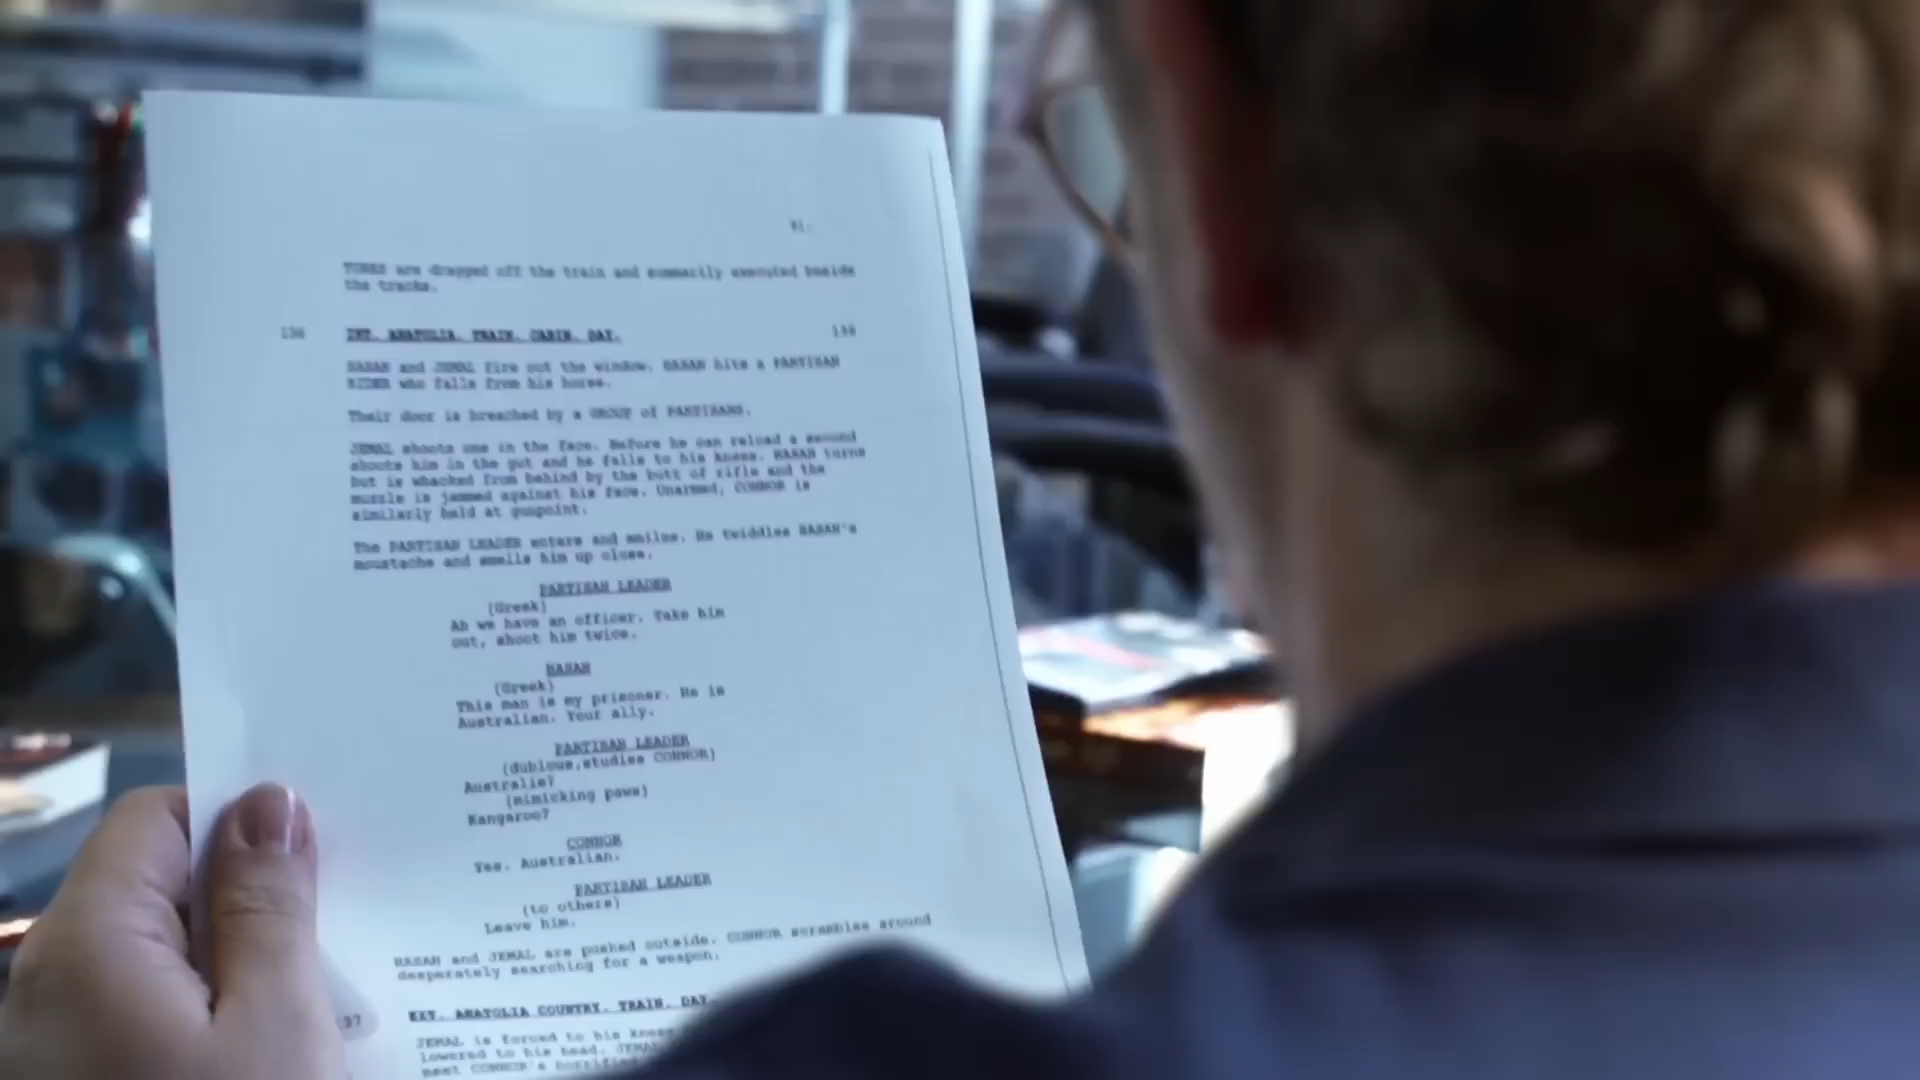 91.
TURKS are dragged off the train and summarily executed beside
the tracks.
136 INT. ANATOLIA. TRAIN. CABIN. DAY. 136
HASAN and JEMAL fire out the window. HASAN hits a PARTISAN
RIDER who falls from his horse.
Their door is breached by a GROUP of PARTISANS.
JEMAL shoots one in the face. Before he can reload a second
shoots him in the gut and he falls to his knees. HASAN turns
but is whacked from behind by the butt of rifle and the
muzzle is jammed against his face. Unarmed, CONNOR is
similarly held at gunpoint.
The PARTISAN LEADER enters and smiles. He twiddles HASAN's
moustache and smells him up close.
PARTISAN LEADER
(Greek)
Ah we have an officer. Take him
out, shoot him twice.
HASAN
(Greek)
This man is my prisoner. He is
Australian. Your ally.
PARTISAN LEADER
(dubious,studies CONNOR)
Australie?
(mimicking paws)
Kangaroo?
CONNOR
Yes. Australian.
PARTISAN LEADER
(to others)
Leave him.
HASAN and JEMAL are pushed outside. CONNOR scrambles around
desperately searching for a weapon.
37 EXT. ANATOLIA COUNTRY. TRAIN. DAY.
JEMAL is forced to his knees
lowered to his head. JEMAL
meet CONNOR's horrified